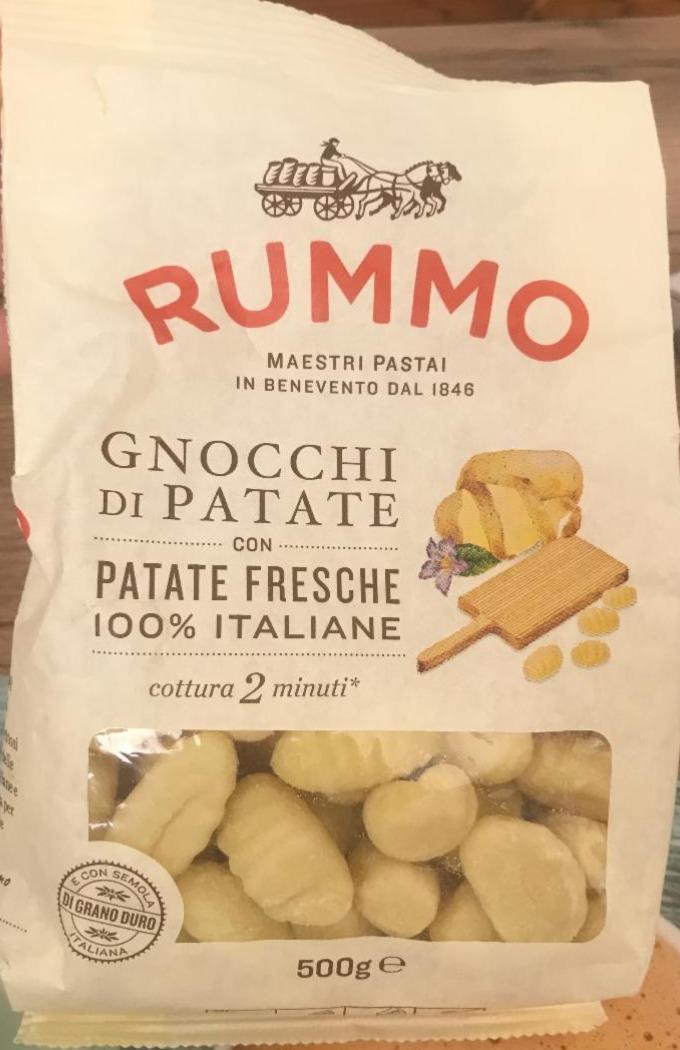 RUMMO
MAESTRI PASTAI
IN BENEVENTO DAL 1846
GNOCCHI
DI PATATE
CON
PATATE FRESCHE
100% ITALIANE
cottura 2 minuti*
E CON SEMOLA
DI GRANO DURO
ITALIANA
500g ℮